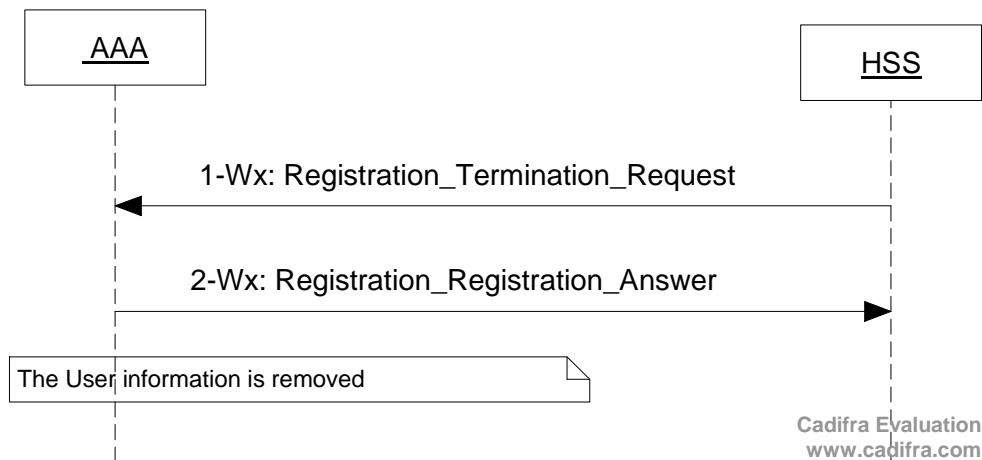 AAA
HSS
1-Wx: Registration_Termination_Request
2-Wx: Registration_Registration_Answer
The User information is removed
Cadifra Evaluation
www.cadifra.com